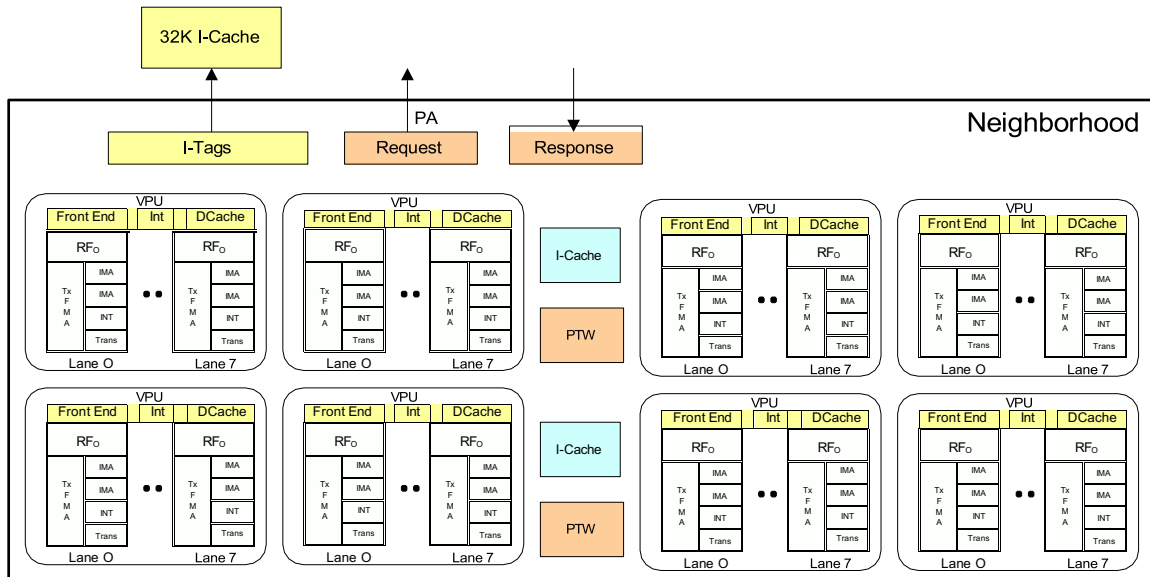 32K I-Cache
PA
Neighborhood
I-Tags
Request
Response
VPU
Front End Int DCache
RFO RFO
Tx F M A IMA IMA INT Trans
Tx F M A IMA IMA INT Trans
Lane O Lane 7
VPU
Front End Int DCache
RFO RFO
Tx F M A IMA IMA INT Trans
Tx F M A IMA IMA INT Trans
Lane O Lane 7
I-Cache
PTW
VPU
Front End Int DCache
RFO RFO
Tx F M A IMA IMA INT Trans
Tx F M A IMA IMA INT Trans
Lane O Lane 7
VPU
Front End Int DCache
RFO RFO
Tx F M A IMA IMA INT Trans
Tx F M A IMA IMA INT Trans
Lane O Lane 7
VPU
Front End Int DCache
RFO RFO
Tx F M A IMA IMA INT Trans
Tx F M A IMA IMA INT Trans
Lane O Lane 7
VPU
Front End Int DCache
RFO RFO
Tx F M A IMA IMA INT Trans
Tx F M A IMA IMA INT Trans
Lane O Lane 7
I-Cache
PTW
VPU
Front End Int DCache
RFO RFO
Tx F M A IMA IMA INT Trans
Tx F M A IMA IMA INT Trans
Lane O Lane 7
VPU
Front End Int DCache
RFO RFO
Tx F M A IMA IMA INT Trans
Tx F M A IMA IMA INT Trans
Lane O Lane 7